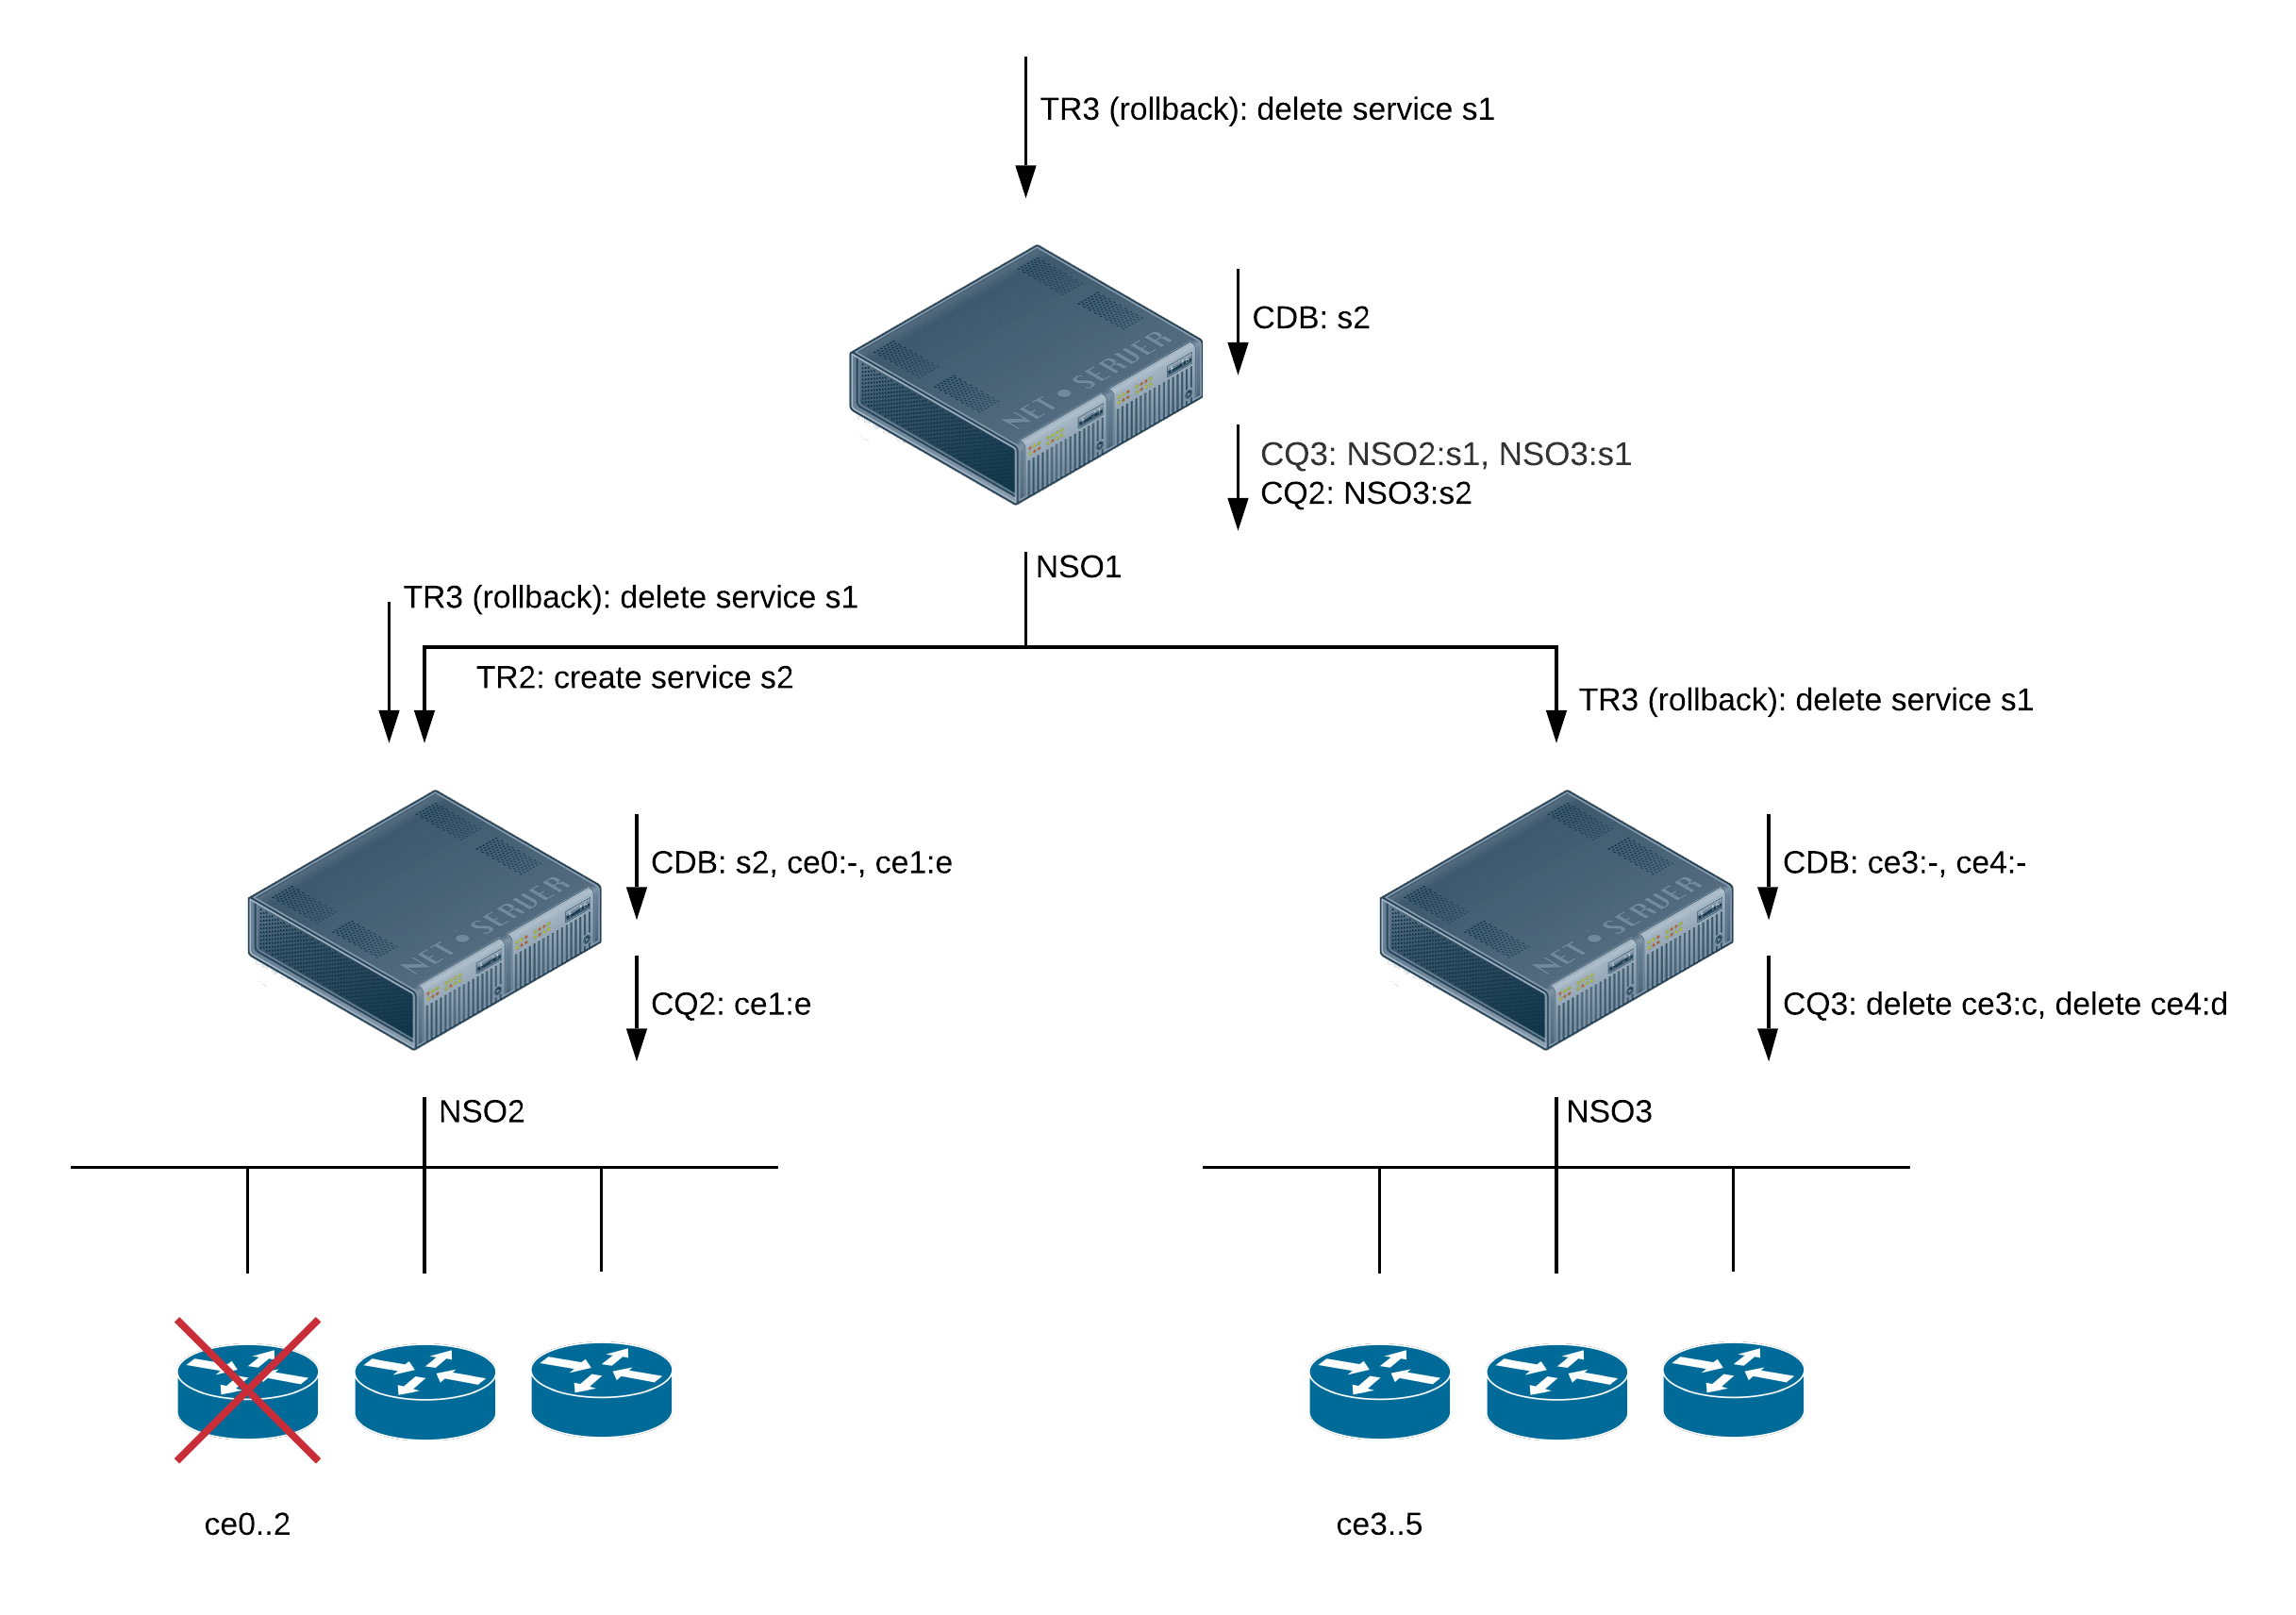 TR3 (rollback): delete service s1
CDB: s2
NET • SERVER
CQ3: NSO2:s1, NSO3:s1
CQ2: NSO3:s2
NSO1
TR3 (rollback): delete service s1
TR2: create service s2
TR3 (rollback): delete service s1
CDB: s2, ce0:-, ce1:e
NET • SERVER
CDB: ce3:-, ce4:-
NET • SERVER
CQ2: ce1:e
CQ3: delete ce3:c, delete ce4:d
NSO2
NSO3
ce0..2
ce3..5